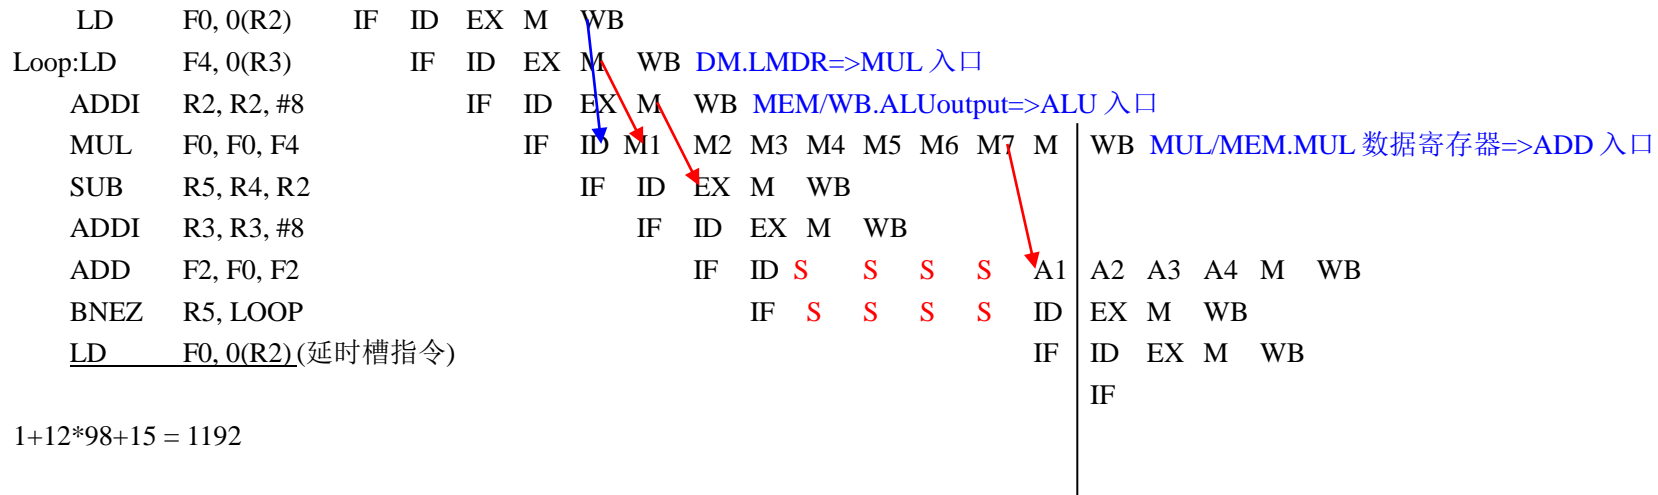 LD F0, 0(R2) IF ID EX M WB
Loop:LD F4, 0(R3) IF ID EX M WB DM.LMDR=>MUL 入口
ADDI R2, R2, #8 IF ID EX M WB MEM/WB.ALUoutput=>ALU 入口
MUL F0, F0, F4 IF ID M1 M2 M3 M4 M5 M6 M7 M WB MUL/MEM.MUL 数据寄存器=>ADD 入口
SUB R5, R4, R2 IF ID EX M WB
ADDI R3, R3, #8 IF ID EX M WB
ADD F2, F0, F2 IF ID S S S S A1 A2 A3 A4 M WB
BNEZ R5, LOOP IF S S S S ID EX M WB
LD F0, 0(R2) (延时槽指令) IF ID EX M WB
IF
1+12*98+15 = 1192